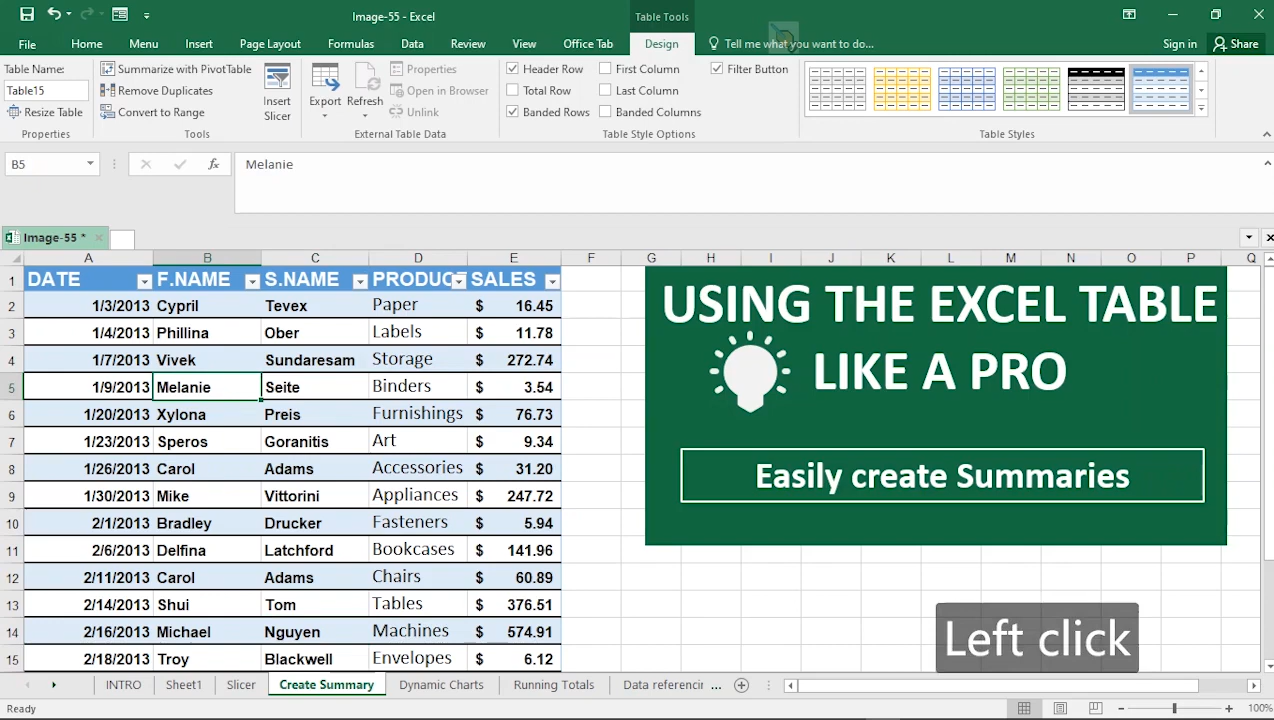 Image-55 - Excel
Table Tools
File Home Menu Insert Page Layout Formulas Data Review View Office Tab Design Tell me what you want to do... Sign in Share
Table Name:
Table15
Resize Table
Properties
Summarize with PivotTable
Remove Duplicates
Convert to Range
Tools
Insert
Slicer
Export Refresh
Properties
Open in Browser
Unlink
External Table Data
Header Row First Column Filter Button
Total Row Last Column
Banded Rows Banded Columns
Table Style Options
Table Styles
B5 fx Melanie
Image-55 *
A B C D E F G H I J K L M N O P Q
1 DATE F.NAME S.NAME PRODUCT SALES
2 1/3/2013 Cypril Tevex Paper $ 16.45
3 1/4/2013 Phillina Ober Labels $ 11.78
4 1/7/2013 Vivek Sundaresam Storage $ 272.74
5 1/9/2013 Melanie Seite Binders $ 3.54
6 1/20/2013 Xylona Preis Furnishings $ 76.73
7 1/23/2013 Speros Goranitis Art $ 9.34
8 1/26/2013 Carol Adams Accessories $ 31.20
9 1/30/2013 Mike Vittorini Appliances $ 247.72
10 2/1/2013 Bradley Drucker Fasteners $ 5.94
11 2/6/2013 Delfina Latchford Bookcases $ 141.96
12 2/11/2013 Carol Adams Chairs $ 60.89
13 2/14/2013 Shui Tom Tables $ 376.51
14 2/16/2013 Michael Nguyen Machines $ 574.91
15 2/18/2013 Troy Blackwell Envelopes $ 6.12
USING THE EXCEL TABLE
LIKE A PRO
Easily create Summaries
Left click
INTRO Sheet1 Slicer Create Summary Dynamic Charts Running Totals Data referencin ...
Ready 100%